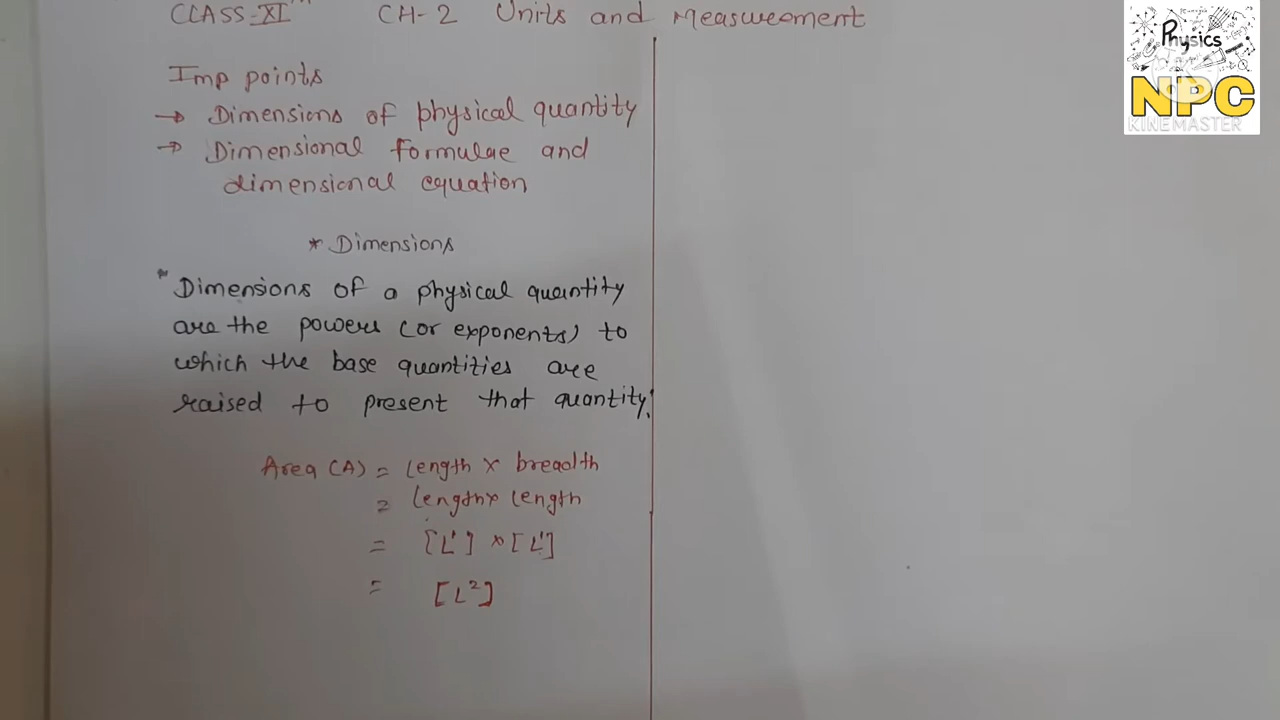 CLASS-XI CH-2 Units and Measurement
Imp points
→ Dimensions of physical quantity
→ Dimensional formulae and
dimensional equation
* Dimensions
" Dimensions of a physical quantity
are the powers (or exponents) to
which the base quantities are
raised to present that quantity.
Area (A) = Length × breadth
= Length × Length
= [L¹] × [L¹]
= [L²]
Physics
NPC
KINEMASTER